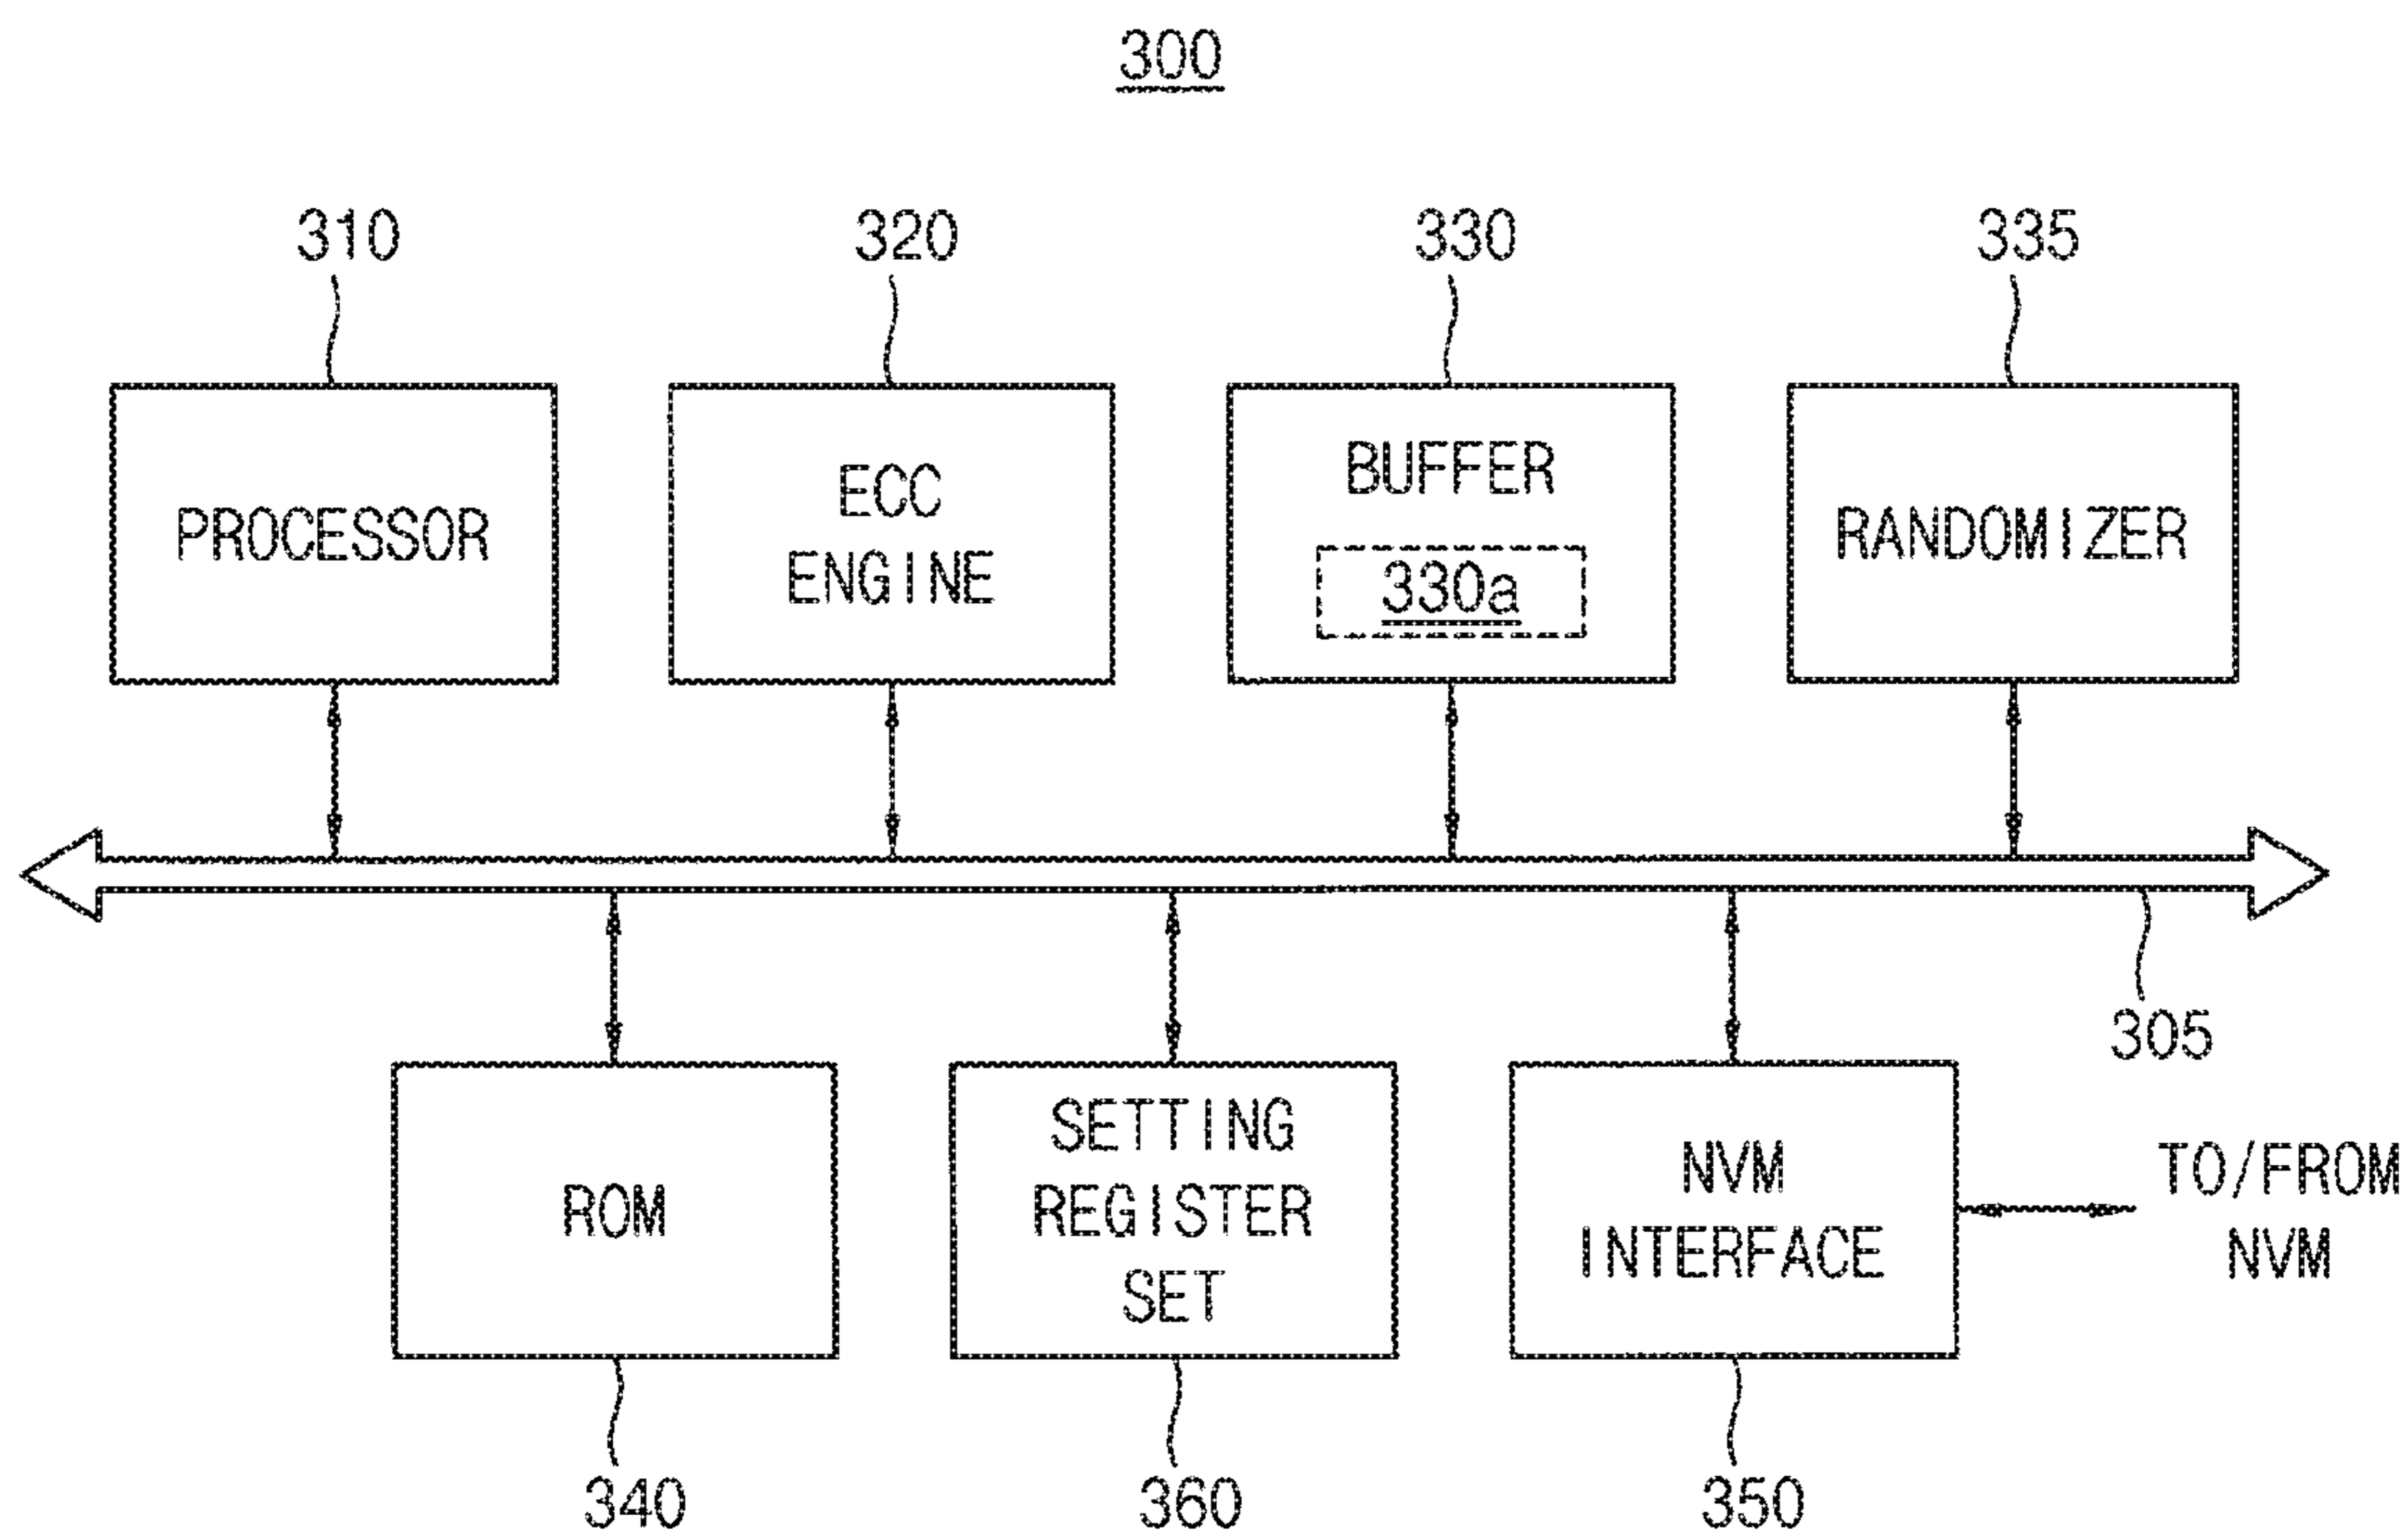 300
310
320
330
335
PROCESSOR
ECC
ENGINE
BUFFER
330a
RANDOMIZER
305
ROM
SETTING
REGISTER
SET
NVM
INTERFACE
TO/FROM
NVM
340
360
350